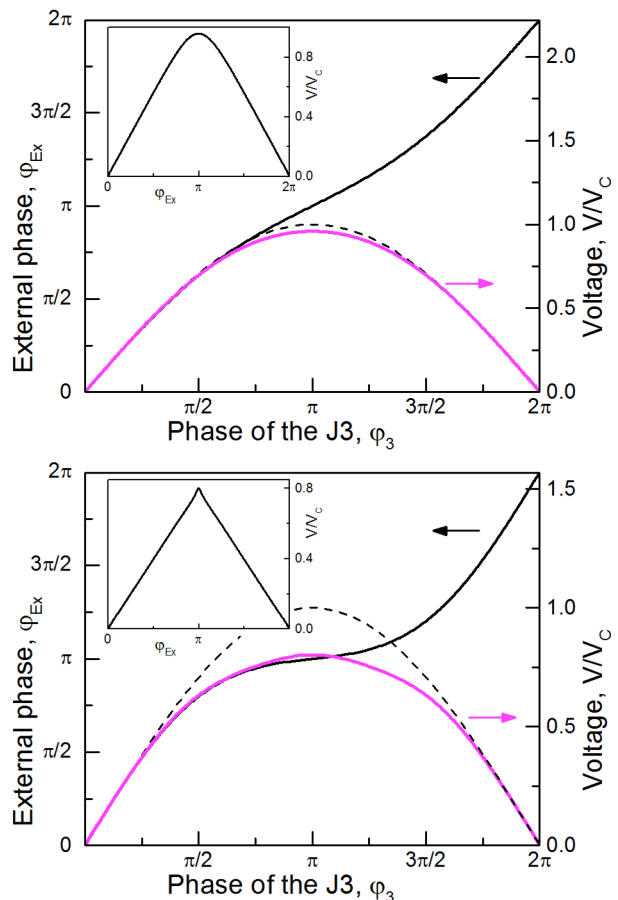 2π
3π/2
π
π/2
0
External phase, φEx
0.8
0.4
0.0
V/VC
0
π
2π
φEx
2.0
1.5
1.0
0.5
0.0
Voltage, V/VC
π/2
π
3π/2
2π
Phase of the J3, φ3
2π
3π/2
π
π/2
0
External phase, φEx
0.8
0.4
0.0
V/VC
0
π
φEx
1.5
1.0
0.5
0.0
Voltage, V/VC
π/2
π
3π/2
2π
Phase of the J3, φ3